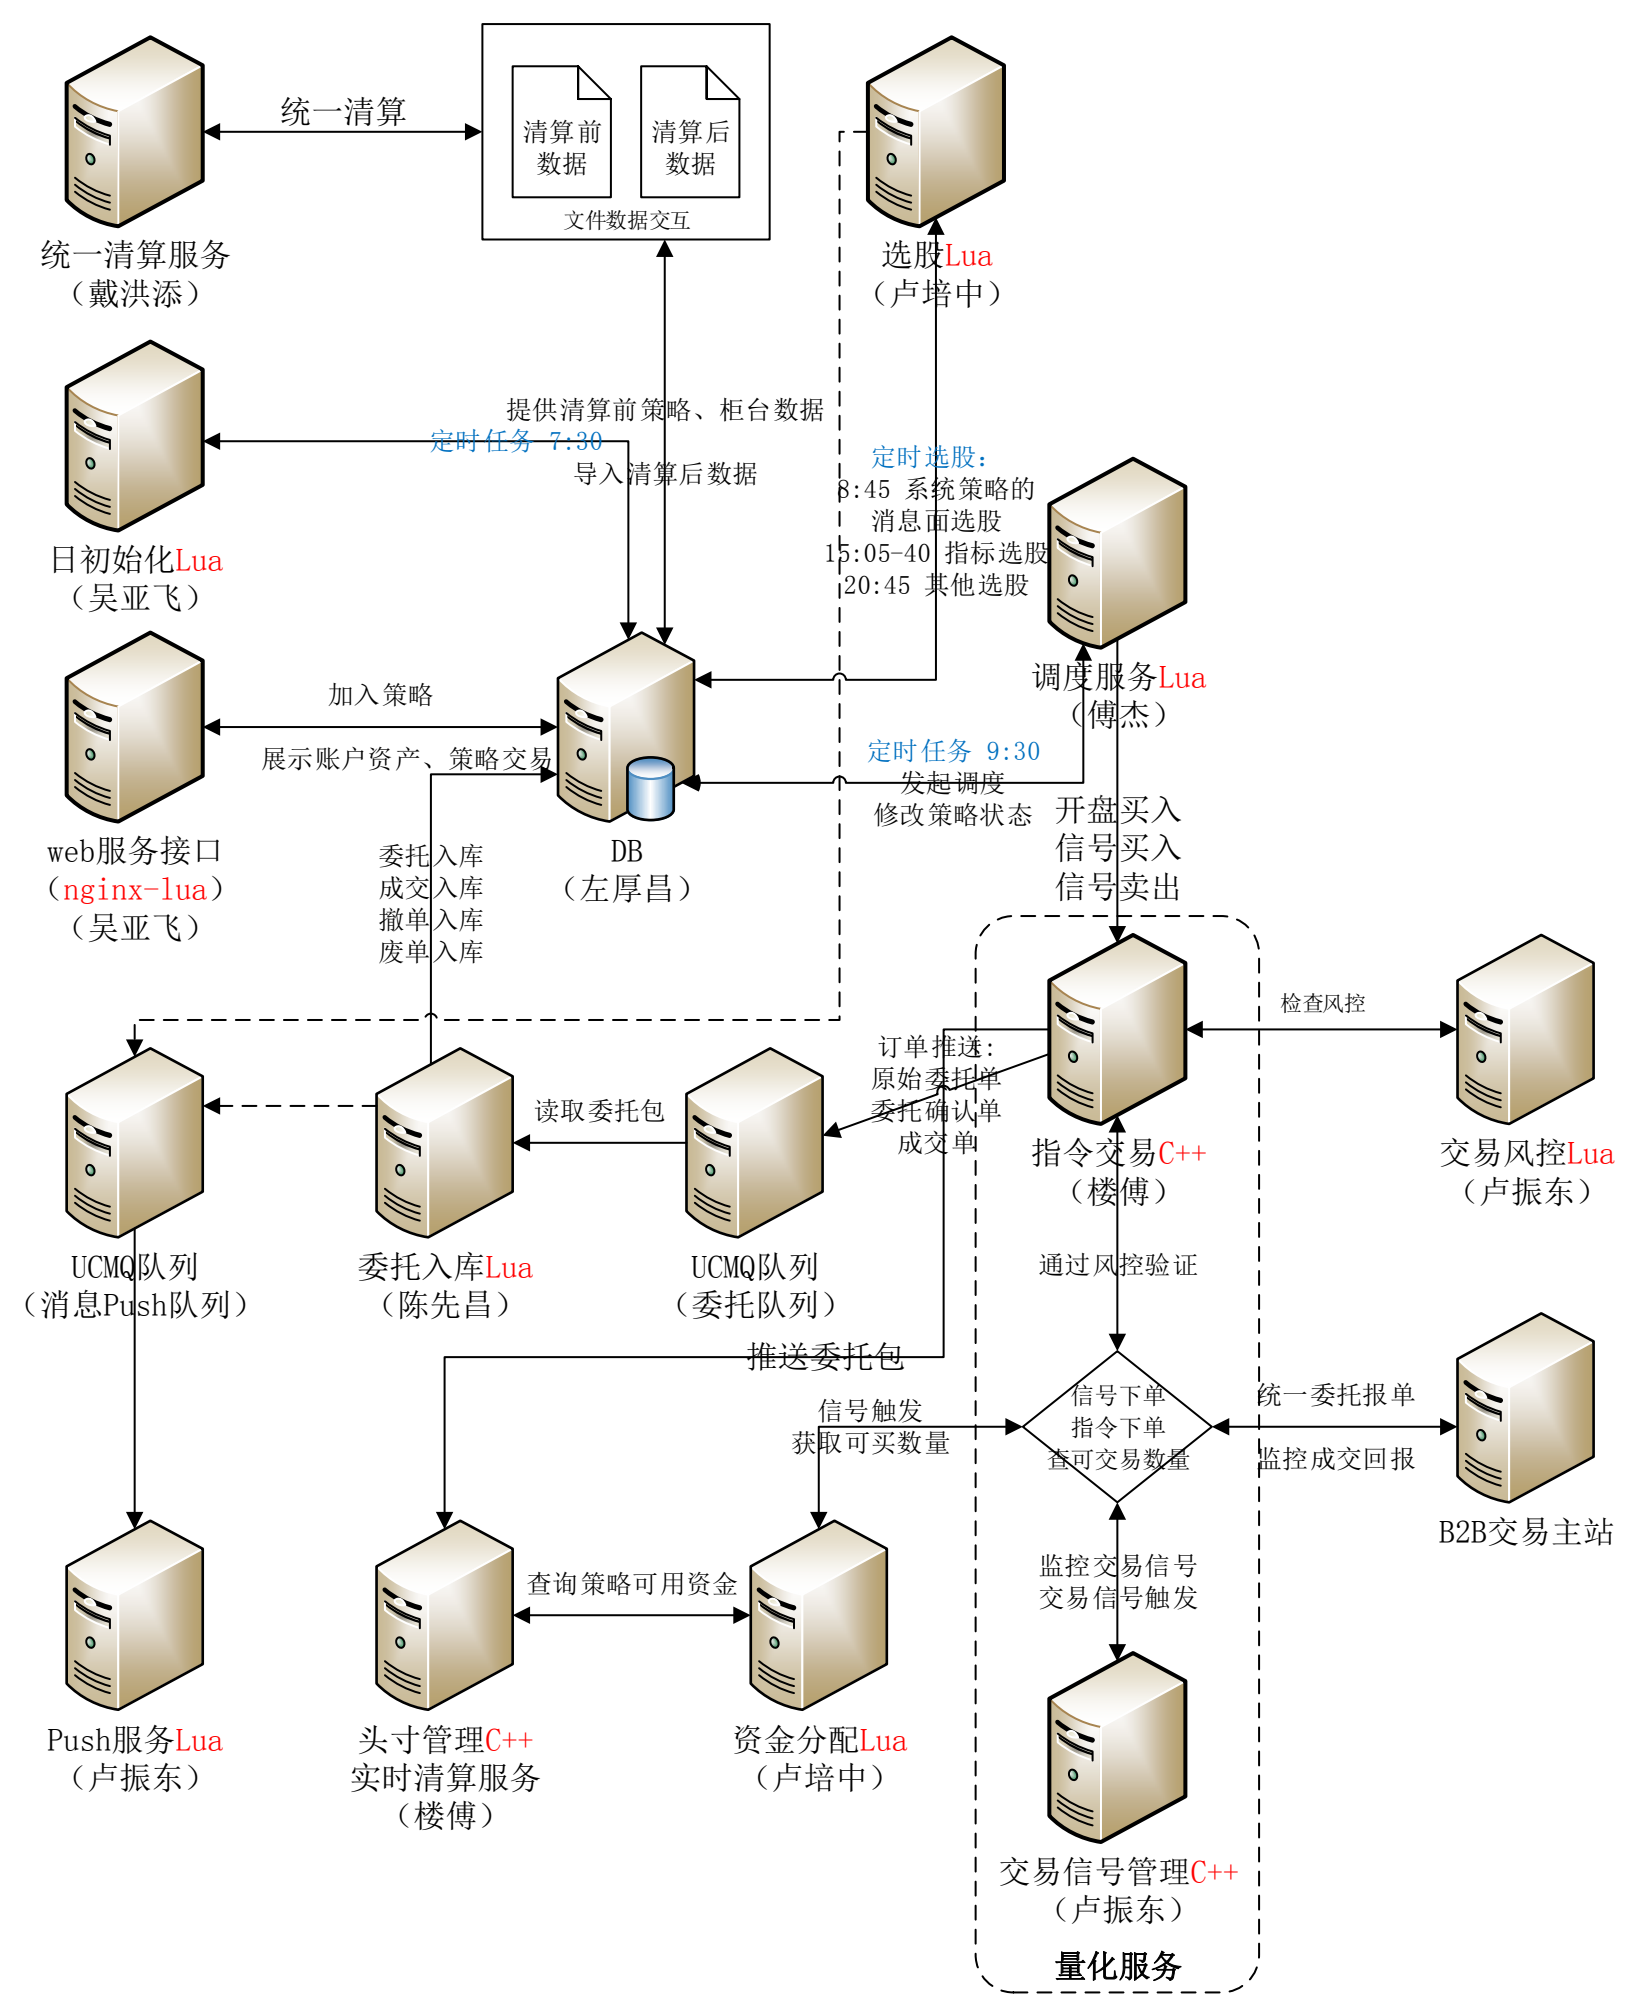 统一清算
清算前
数据
清算后
数据
文件数据交互
统一清算服务
（戴洪添）
选股Lua
（卢培中）
提供清算前策略、柜台数据
定时任务 7:30
导入清算后数据
定时选股：
8:45 系统策略的
消息面选股
15:05-40 指标选股
20:45 其他选股
日初始化Lua
（吴亚飞）
调度服务Lua
（傅杰）
加入策略
展示账户资产、策略交易
定时任务 9:30
发起调度
修改策略状态
web服务接口
（nginx-lua）
（吴亚飞）
DB
（左厚昌）
开盘买入
信号买入
信号卖出
委托入库
成交入库
撤单入库
废单入库
检查风控
订单推送:
原始委托单
委托确认单
成交单
读取委托包
指令交易C++
（楼傅）
交易风控Lua
（卢振东）
UCMQ队列
（消息Push队列）
委托入库Lua
（陈先昌）
UCMQ队列
（委托队列）
通过风控验证
推送委托包
信号触发
获取可买数量
信号下单
指令下单
查可交易数量
统一委托报单
监控成交回报
B2B交易主站
查询策略可用资金
监控交易信号
交易信号触发
Push服务Lua
（卢振东）
头寸管理C++
实时清算服务
（楼傅）
资金分配Lua
（卢培中）
交易信号管理C++
（卢振东）
量化服务